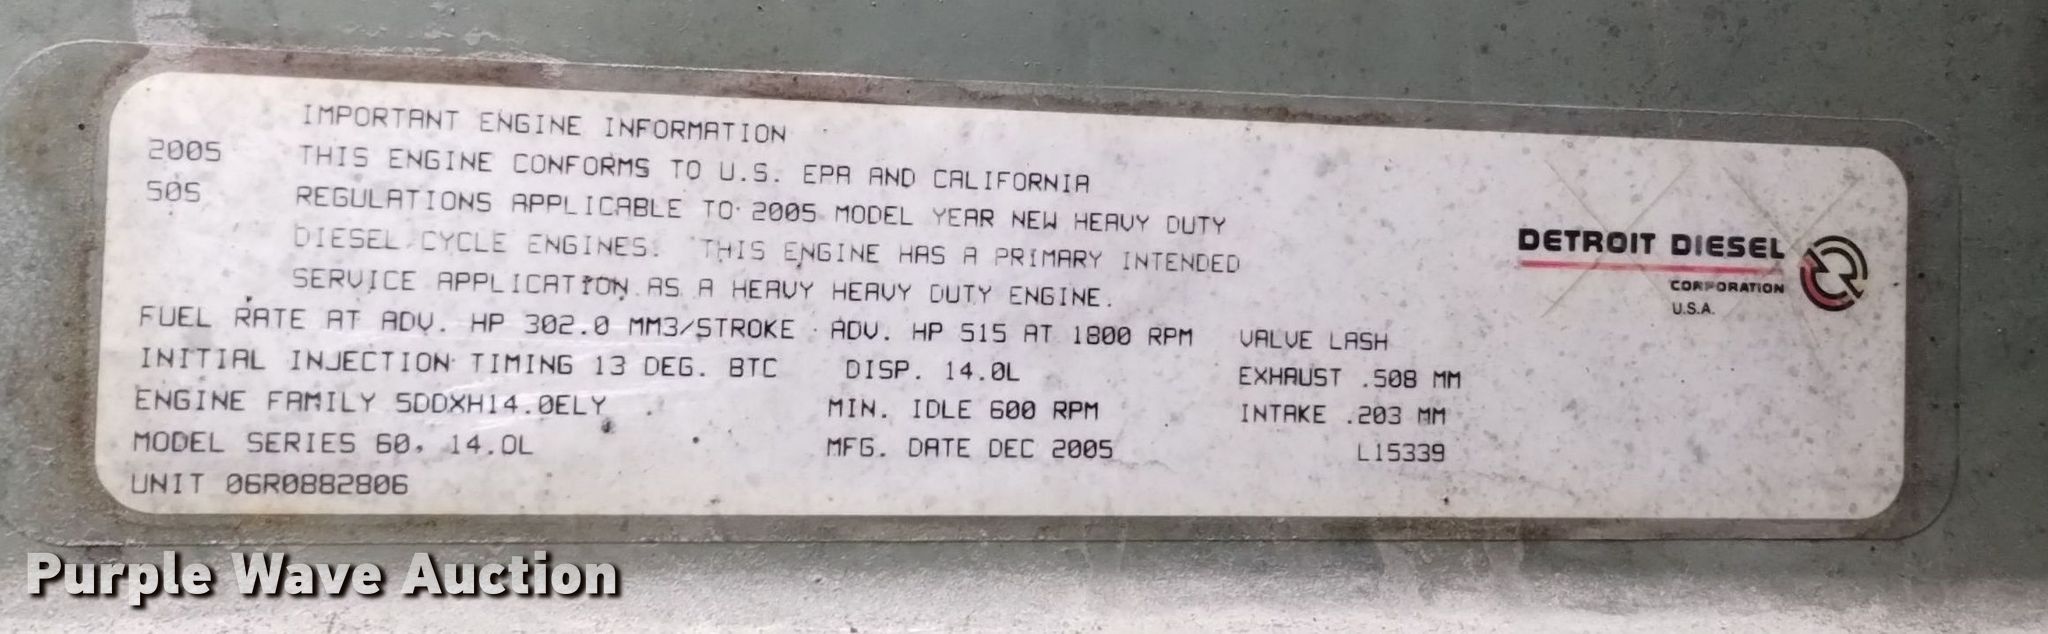 IMPORTANT ENGINE INFORMATION
2005 THIS ENGINE CONFORMS TO U.S. EPA AND CALIFORNIA
50S REGULATIONS APPLICABLE TO 2005 MODEL YEAR NEW HEAVY DUTY
DIESEL CYCLE ENGINES. THIS ENGINE HAS A PRIMARY INTENDED
SERVICE APPLICATION AS A HEAVY HEAVY DUTY ENGINE.
FUEL RATE AT ADV. HP 302.0 MM3/STROKE ADV. HP 515 AT 1800 RPM VALVE LASH
INITIAL INJECTION TIMING 13 DEG. BTC DISP. 14.0L EXHAUST .508 MM
ENGINE FAMILY 5DDXH14.0ELY MIN. IDLE 600 RPM INTAKE .203 MM
MODEL SERIES 60, 14.0L MFG. DATE DEC 2005 L15339
UNIT 06R0882806
DETROIT DIESEL
CORPORATION
U.S.A.
Purple Wave Auction